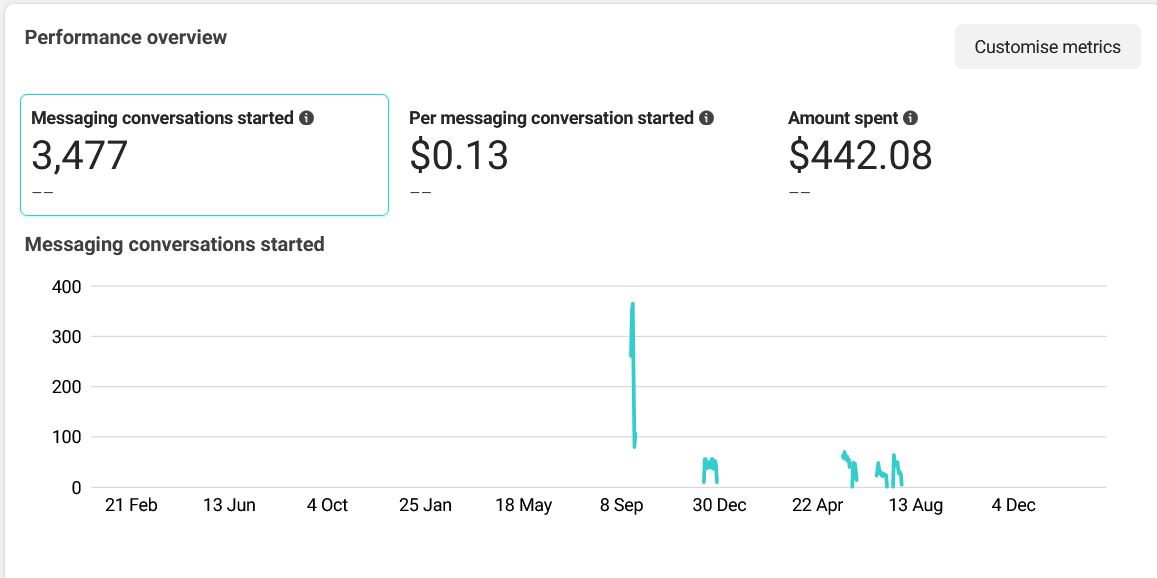 Performance overview
Customise metrics
Messaging conversations started
3,477
––
Per messaging conversation started
$0.13
––
Amount spent
$442.08
––
Messaging conversations started
400
300
200
100
0
21 Feb 13 Jun 4 Oct 25 Jan 18 May 8 Sep 30 Dec 22 Apr 13 Aug 4 Dec